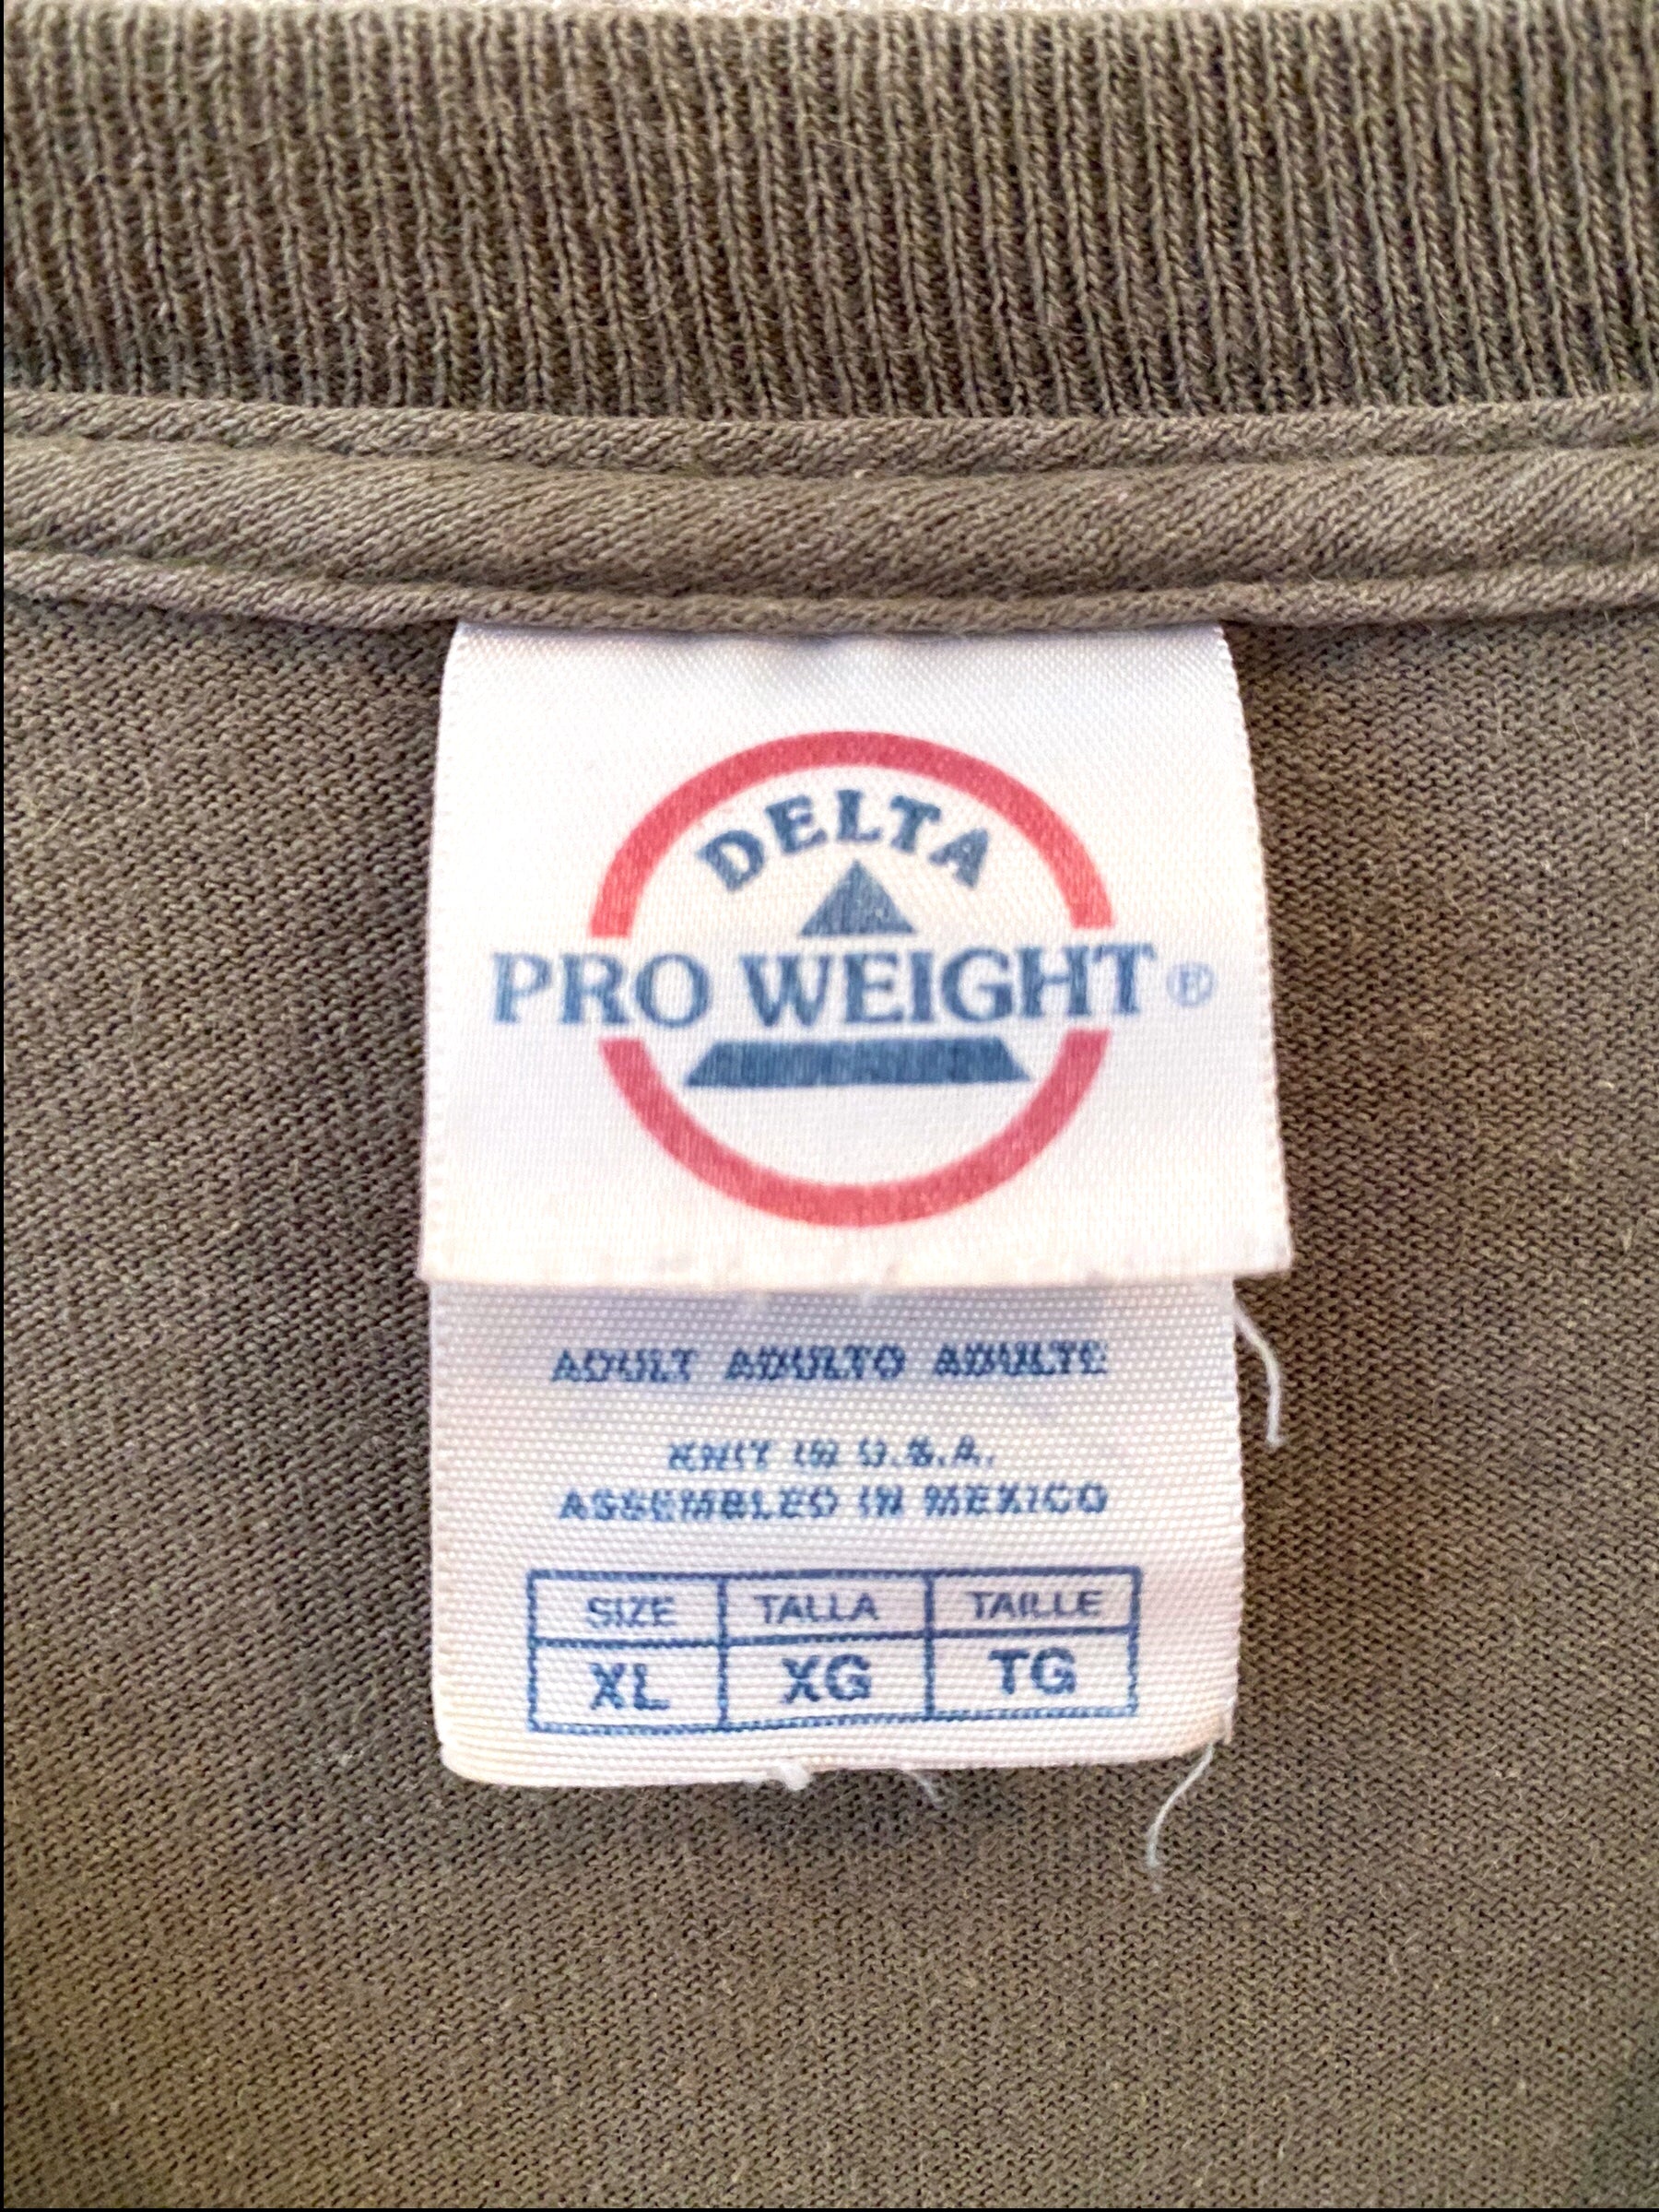 DELTA
PRO WEIGHT®
ADULT ADULTO ADULTE
KNIT IN U.S.A.
ASSEMBLED IN MEXICO
SIZE TALLA TAILLE
XL XG TG